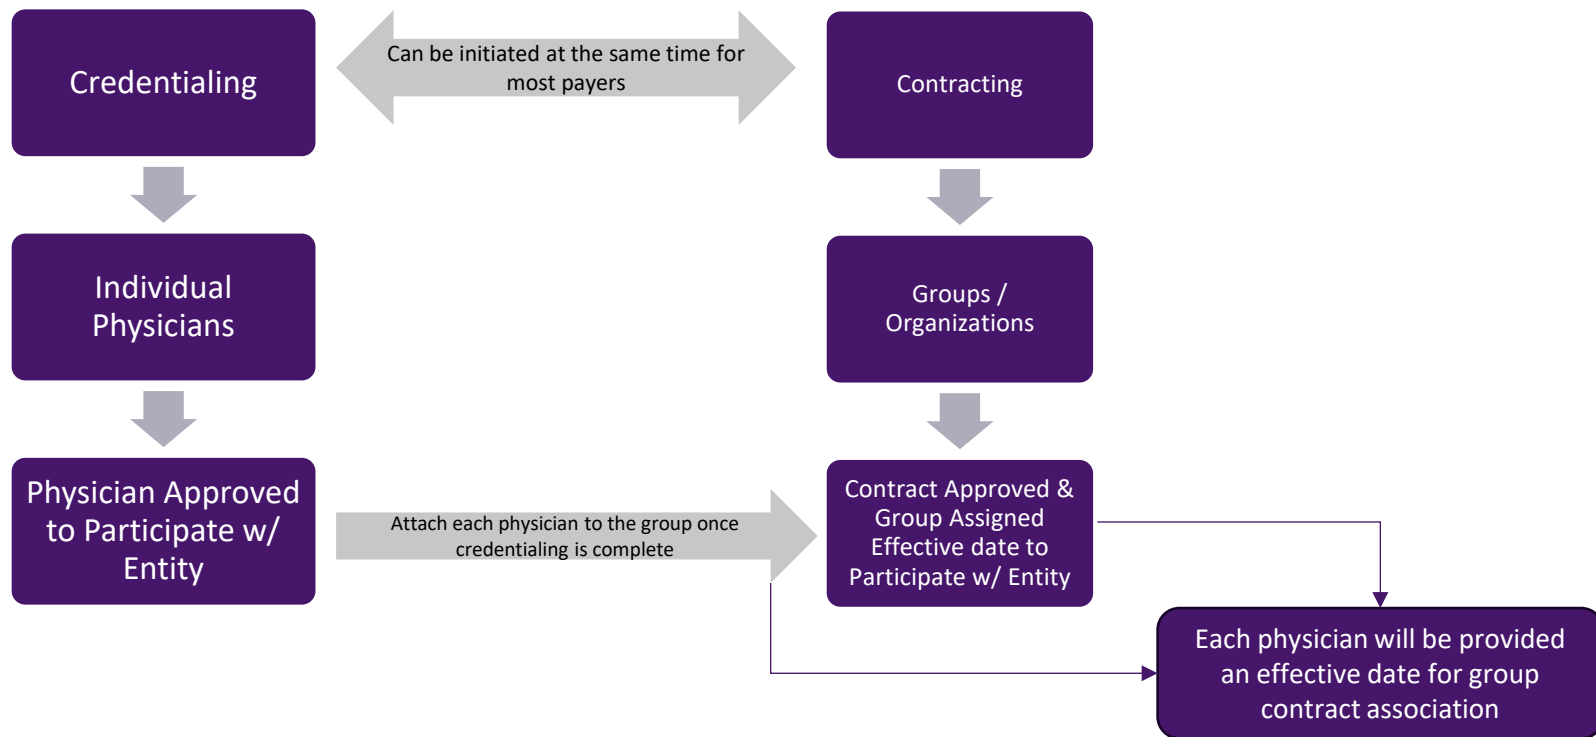 Credentialing
Can be initiated at the same time for
most payers
Contracting
Individual
Physicians
Groups /
Organizations
Physician Approved
to Participate w/
Entity
Attach each physician to the group once
credentialing is complete
Contract Approved &
Group Assigned
Effective date to
Participate w/ Entity
Each physician will be provided
an effective date for group
contract association